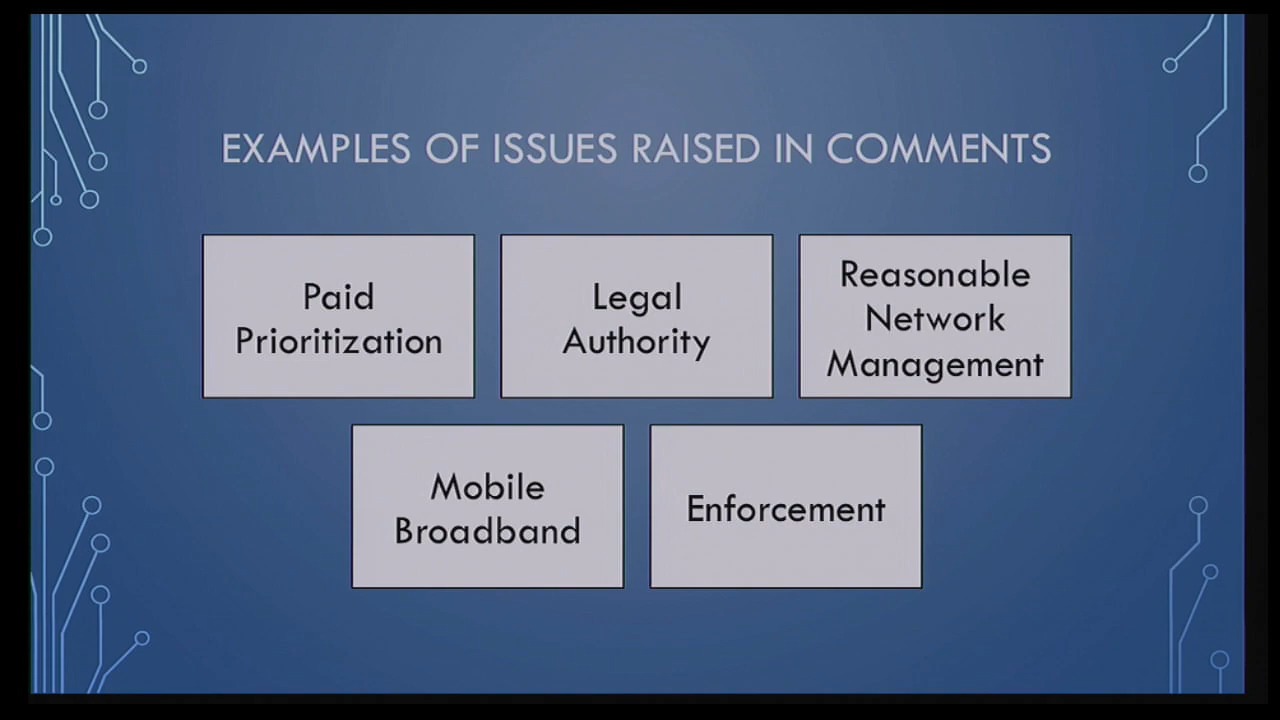 EXAMPLES OF ISSUES RAISED IN COMMENTS
Paid
Prioritization
Legal
Authority
Reasonable
Network
Management
Mobile
Broadband
Enforcement